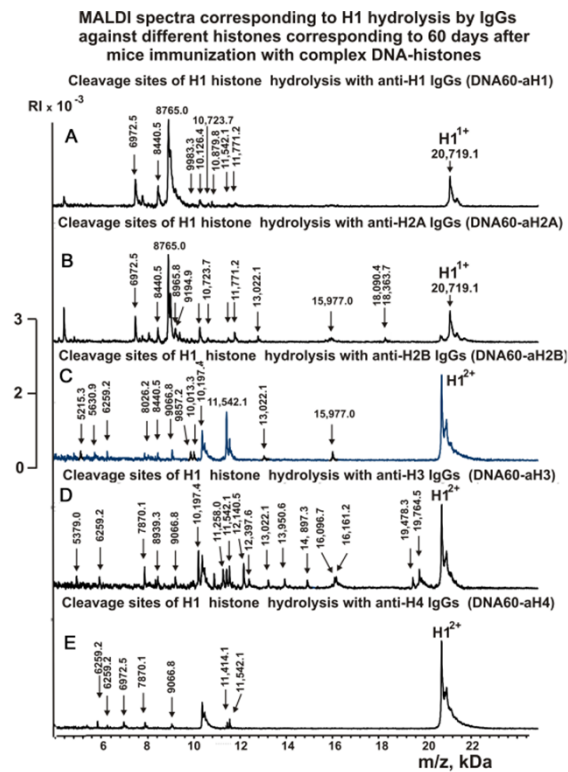 MALDI spectra corresponding to H1 hydrolysis by IgGs
against different histones corresponding to 60 days after
mice immunization with complex DNA-histones
Cleavage sites of H1 histone hydrolysis with anti-H1 IgGs (DNA60-aH1)
RI x 10⁻³
A
6972.5
8440.5
8765.0
9983.3
10.126.4
10,723.7
10,879.8
11,542.1
11,771.2
H1¹⁺
20,719.1
Cleavage sites of H1 histone hydrolysis with anti-H2A IgGs (DNA60-aH2A)
B
6972.5
8440.5
8765.0
8965.8
9194.9
10,723.7
11,771.2
13,022.1
15,977.0
18,090.4
18,363.7
H1¹⁺
20,719.1
Cleavage sites of H1 histone hydrolysis with anti-H2B IgGs (DNA60-aH2B)
3
2
0
C
5215.3
5630.9
6259.2
8026.2
8440.5
9066.8
9857.2
10,013.3
10,197.4
11,542.1
13,022.1
15,977.0
H1²⁺
Cleavage sites of H1 histone hydrolysis with anti-H3 IgGs (DNA60-aH3)
D
5379.0
6259.2
7870.1
8939.3
9066.8
10,197.4
11,258.0
11,542.1
12,140.5
12,397.6
13,022.1
13,950.6
14, 897.3
16,096.7
16,161.2
19,478.3
19,764.5
H1²⁺
Cleavage sites of H1 histone hydrolysis with anti-H4 IgGs (DNA60-aH4)
E
6259.2
6259.2
6972.5
7870.1
9066.8
11,414.1
11,542.1
H1²⁺
6 8 10 12 14 16 18 20 22
m/z, kDa